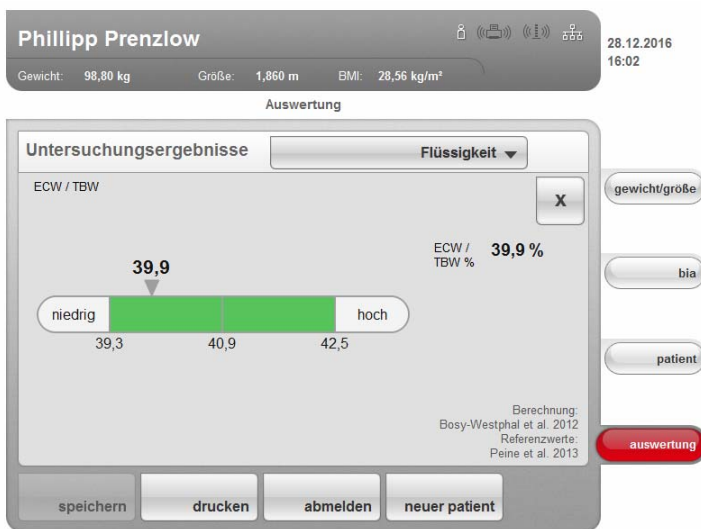 Phillipp Prenzlow
28.12.2016
16:02
Gewicht: 98,80 kg Größe: 1,860 m BMI: 28,56 kg/m²
Auswertung
Untersuchungsergebnisse
Flüssigkeit
ECW / TBW
X
ECW / TBW % 39,9 %
39,9
niedrig hoch
39,3 40,9 42,5
Berechnung:
Bosy-Westphal et al. 2012
Referenzwerte:
Peine et al. 2013
gewicht/größe
bia
patient
auswertung
speichern drucken abmelden neuer patient